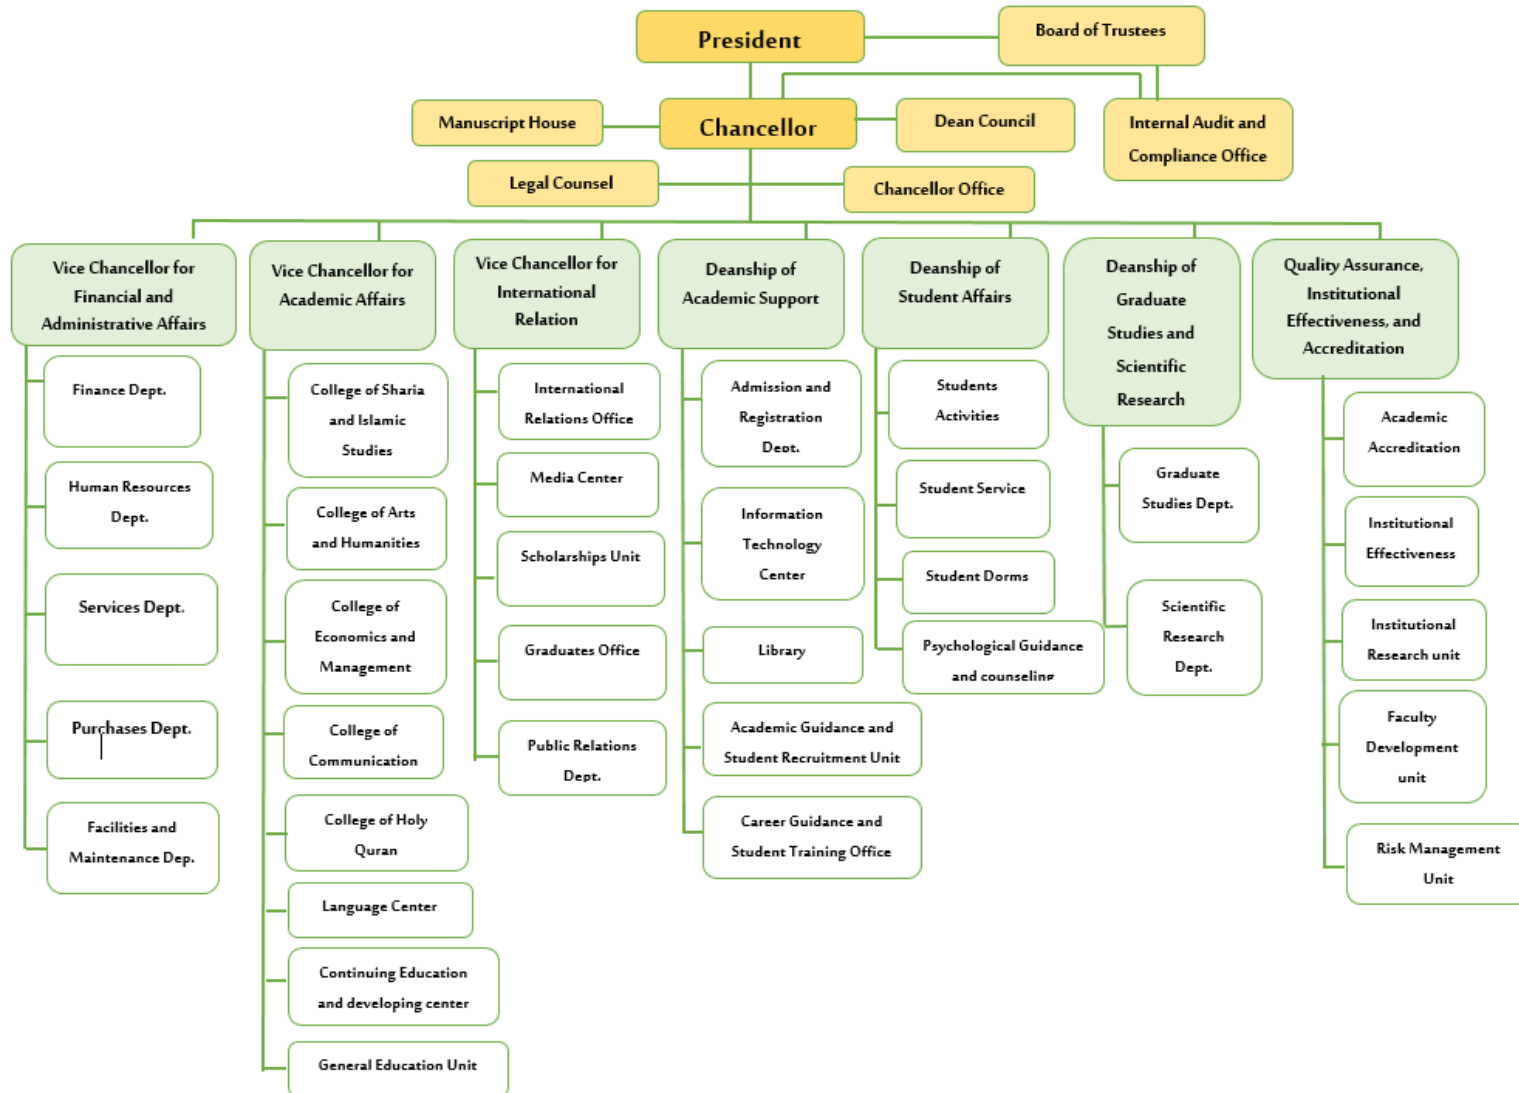 President
Board of Trustees
Manuscript House
Chancellor
Dean Council
Internal Audit and
Compliance Office
Legal Counsel
Chancellor Office
Vice Chancellor for
Financial and
Administrative Affairs
Finance Dept.
Human Resources
Dept.
Services Dept.
Purchases Dept.
Facilities and
Maintenance Dep.
Vice Chancellor for
Academic Affairs
College of Sharia
and Islamic
Studies
College of Arts
and Humanities
College of
Economics and
Management
College of
Communication
College of Holy
Quran
Language Center
Continuing Education
and developing center
General Education Unit
Vice Chancellor for
International
Relation
International
Relations Office
Media Center
Scholarships Unit
Graduates Office
Public Relations
Dept.
Deanship of
Academic Support
Admission and
Registration
Dept.
Information
Technology
Center
Library
Academic Guidance and
Student Recruitment Unit
Career Guidance and
Student Training Office
Deanship of
Student Affairs
Students
Activities
Student Service
Student Dorms
Psychological Guidance
and counseling
Deanship of
Graduate
Studies and
Scientific
Research
Graduate
Studies Dept.
Scientific
Research
Dept.
Quality Assurance,
Institutional
Effectiveness, and
Accreditation
Academic
Accreditation
Institutional
Effectiveness
Institutional
Research unit
Faculty
Development
unit
Risk Management
Unit